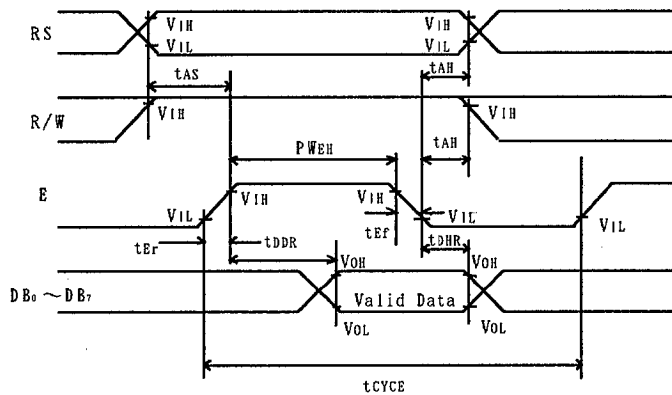 RS VIH VIH
VIL VIL
tAS tAH
R/W VIH VIH
PWEH tAH
E VIH VIH
VIL VIL VIL
tEr tDDR tEf tDHR
VOH VOH
DB0 ~DB7 Valid Data
VOL VOL
tCYCE